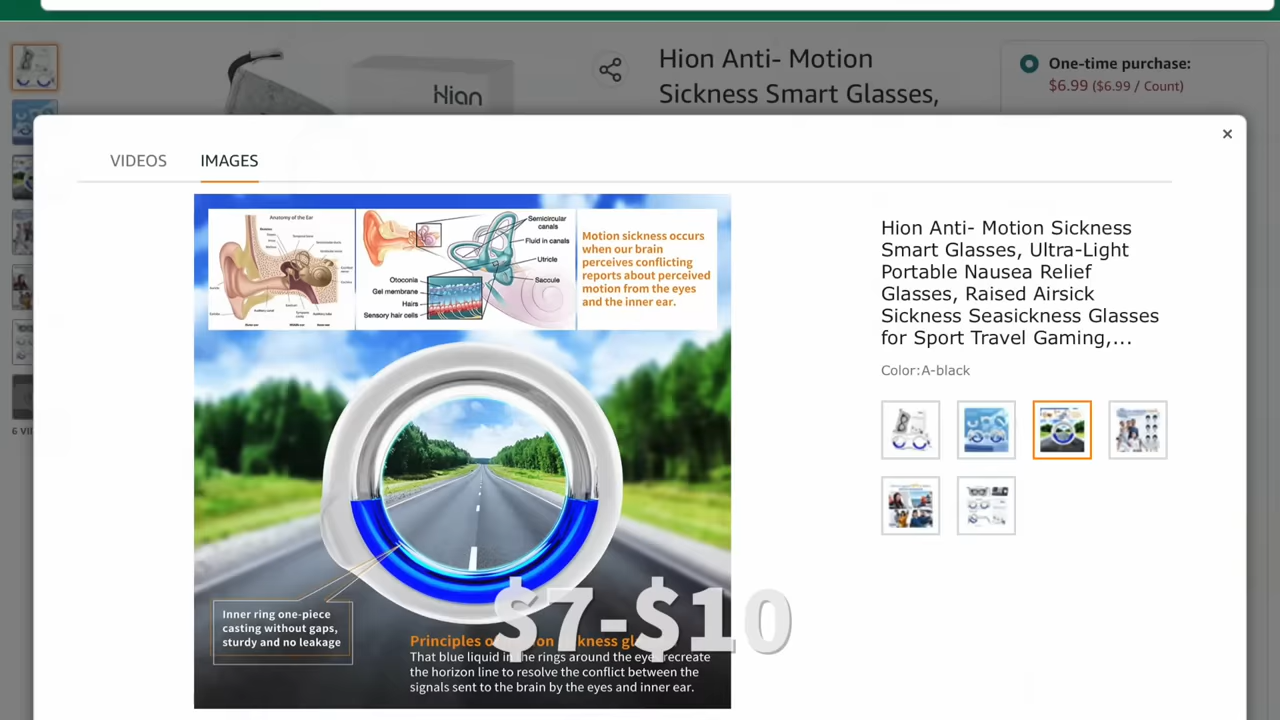 Hion
Hion Anti- Motion
Sickness Smart Glasses,
One-time purchase:
$6.99 ($6.99 / Count)
VIDEOS
IMAGES
Anatomy of the Ear
Semicircular
canals
Fluid in canals
Utricle
Saccule
Otoconia
Gel membrane
Hairs
Sensory hair cells
Motion sickness occurs
when our brain
perceives conflicting
reports about perceived
motion from the eyes
and the inner ear.
Inner ring one-piece
casting without gaps,
sturdy and no leakage
$7-$10
Principles
That blue liquid in the rings around the eyes recreate
the horizon line to resolve the conflict between the
signals sent to the brain by the eyes and inner ear.
Hion Anti- Motion Sickness
Smart Glasses, Ultra-Light
Portable Nausea Relief
Glasses, Raised Airsick
Sickness Seasickness Glasses
for Sport Travel Gaming,...
Color:A-black
6